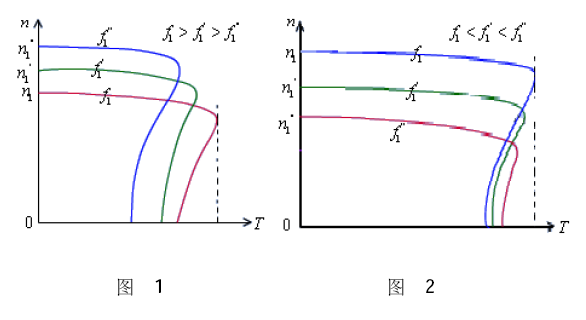 n
f₁ > f₁' > f₁''
f₁''
n₁''
f₁'
n₁'
f₁
n₁
0
T
图 1
n
f₁ < f₁' < f₁''
n₁
f₁
n₁'
f₁'
n₁''
f₁''
0
T
图 2